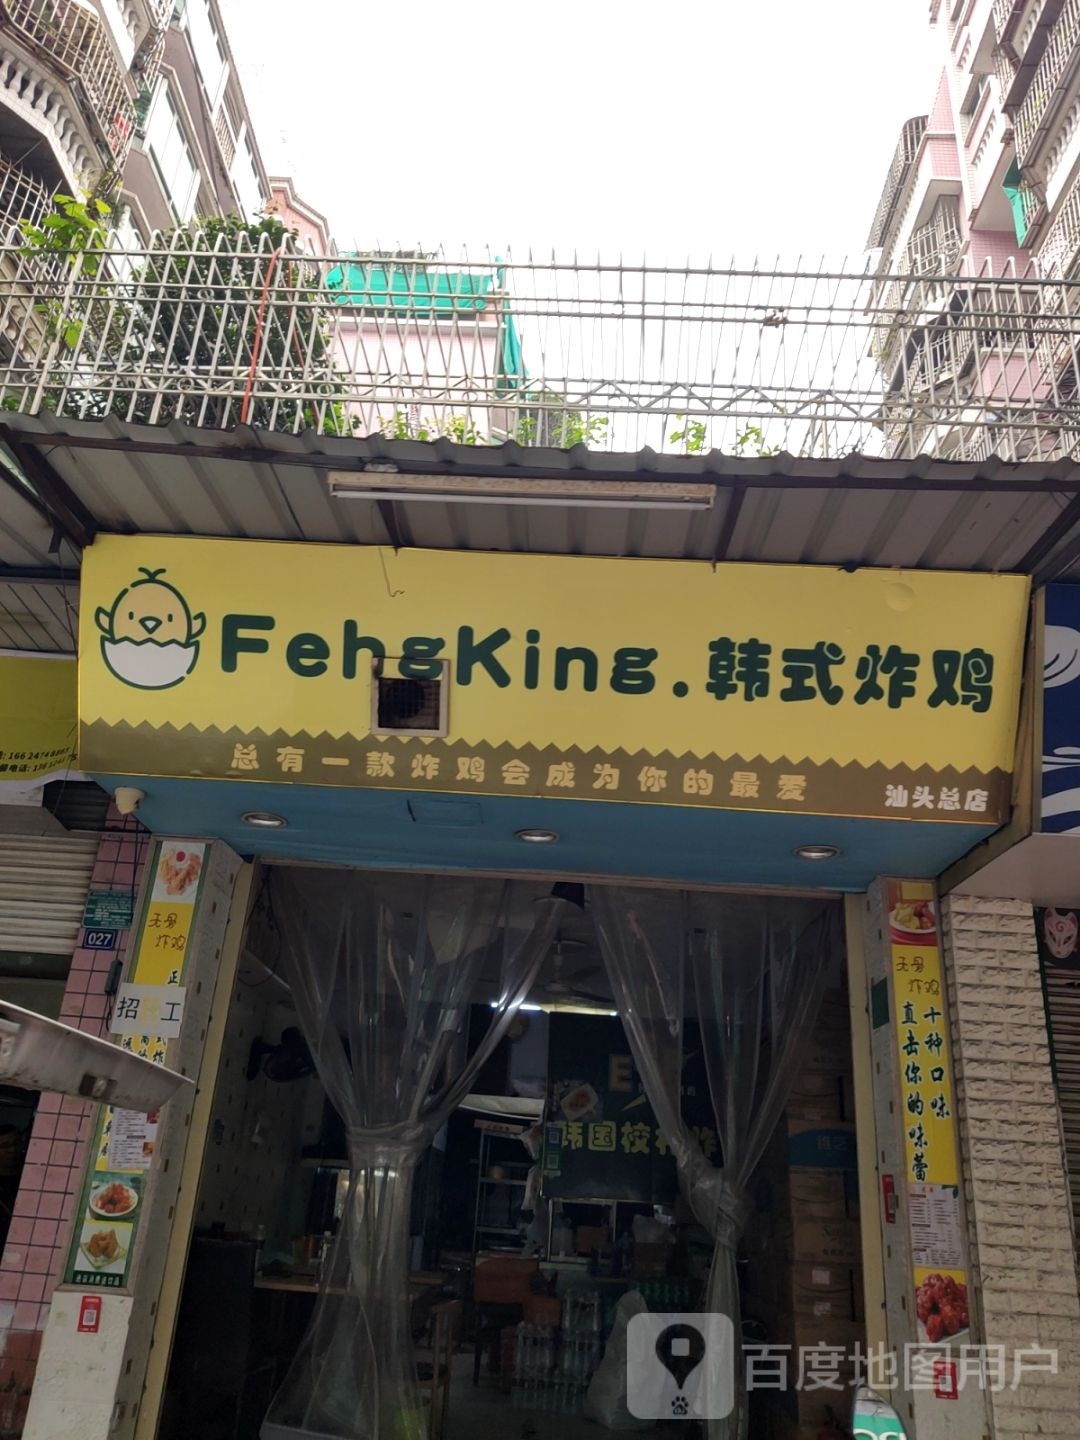 FehgKing.韩式炸鸡
总有一款炸鸡会成为你的最爱
汕头总店
027
无骨
炸鸡
招 工
无骨
炸鸡
十种口味
直击你的味蕾
韩国校村炸
百度地图用户